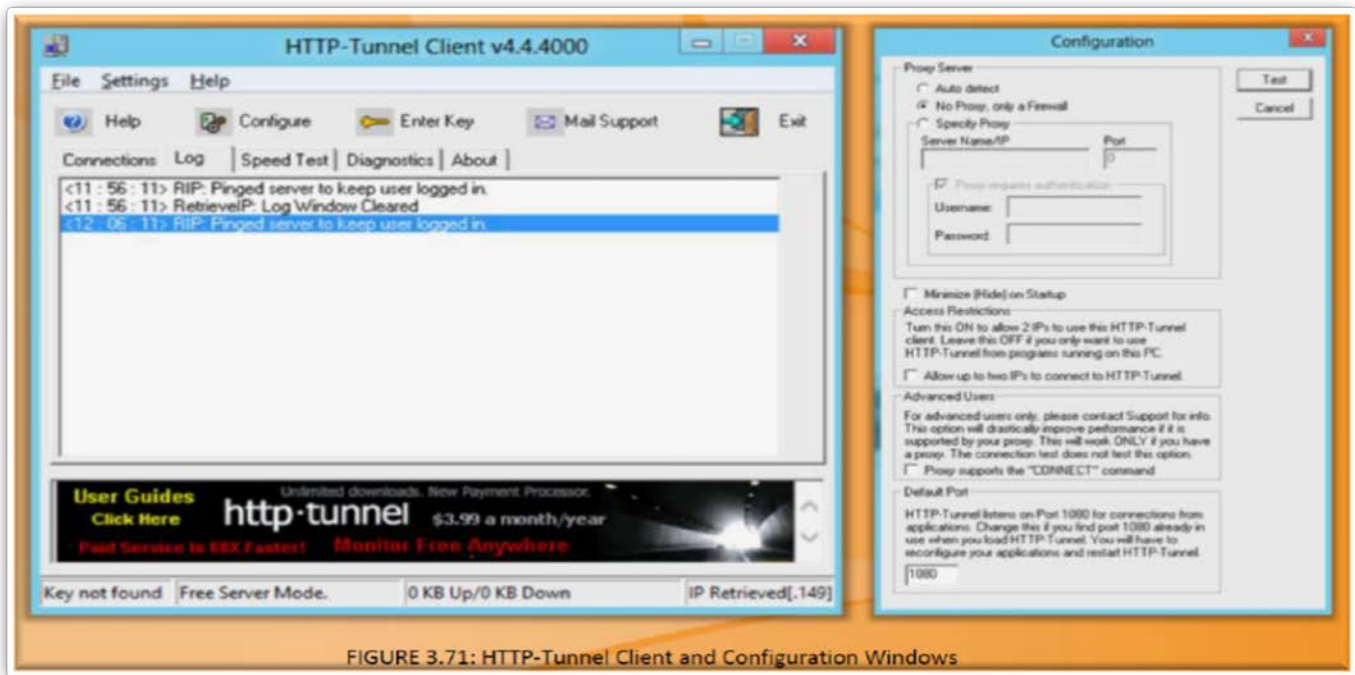 HTTP-Tunnel Client v4.4.4000
File Settings Help
Help Configure Enter Key Mail Support Exit
Connections Log Speed Test Diagnostics About
<11 : 56 : 11> RIP: Pinged server to keep user logged in.
<11 : 56 : 11> RetrieveIP: Log Window Cleared
<12 : 06 : 11> RIP: Pinged server to keep user logged in.
User Guides
Click Here
Unlimited downloads. New Payment Processor.
http-tunnel $3.99 a month/year
Paid Service is 88X Faster! Monitor Free Anywhere
Key not found Free Server Mode. 0 KB Up/0 KB Down IP Retrieved[.149]
Configuration
Proxy Server
Auto detect
No Proxy, only a Firewall
Specify Proxy
Server Name/IP Port
0
Proxy requires authentication
Username:
Password:
Test
Cancel
Minimize (Hide) on Startup
Access Restrictions
Turn this ON to allow 2 IPs to use this HTTP-Tunnel
client. Leave this OFF if you only want to use
HTTP-Tunnel from programs running on this PC.
Allow up to two IPs to connect to HTTP-Tunnel.
Advanced Users
For advanced users only, please contact Support for info.
This option will drastically improve performance if it is
supported by your proxy. This will work ONLY if you have
a proxy. The connection test does not test this option.
Proxy supports the "CONNECT" command
Default Port
HTTP-Tunnel listens on Port 1080 for connections from
applications. Change this if you find port 1080 already in
use when you load HTTP-Tunnel. You will have to
reconfigure your applications and restart HTTP-Tunnel.
1080
FIGURE 3.71: HTTP-Tunnel Client and Configuration Windows